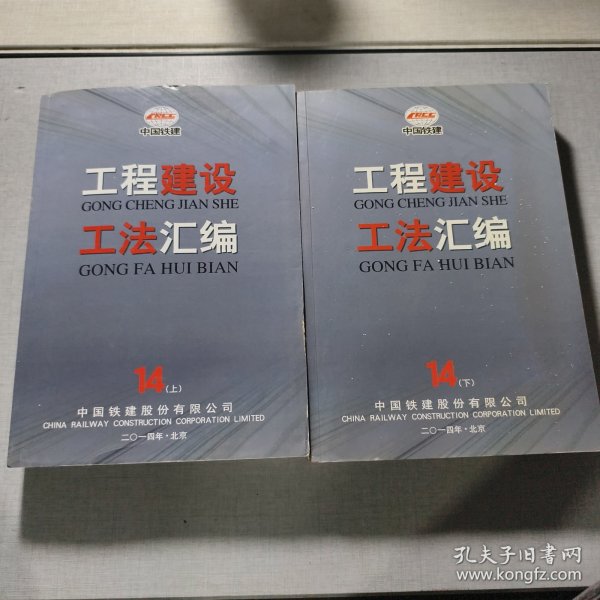 CRCC
中国铁建
工程建设
GONG CHENG JIAN SHE
工法汇编
GONG FA HUI BIAN
14(上)
中国铁建股份有限公司
CHINA RAILWAY CONSTRUCTION CORPORATION LIMITED
二〇一四年·北京
CRCC
中国铁建
工程建设
GONG CHENG JIAN SHE
工法汇编
GONG FA HUI BIAN
14(下)
中国铁建股份有限公司
CHINA RAILWAY CONSTRUCTION CORPORATION LIMITED
二〇一四年·北京
孔夫子旧书网
www.kongfz.com